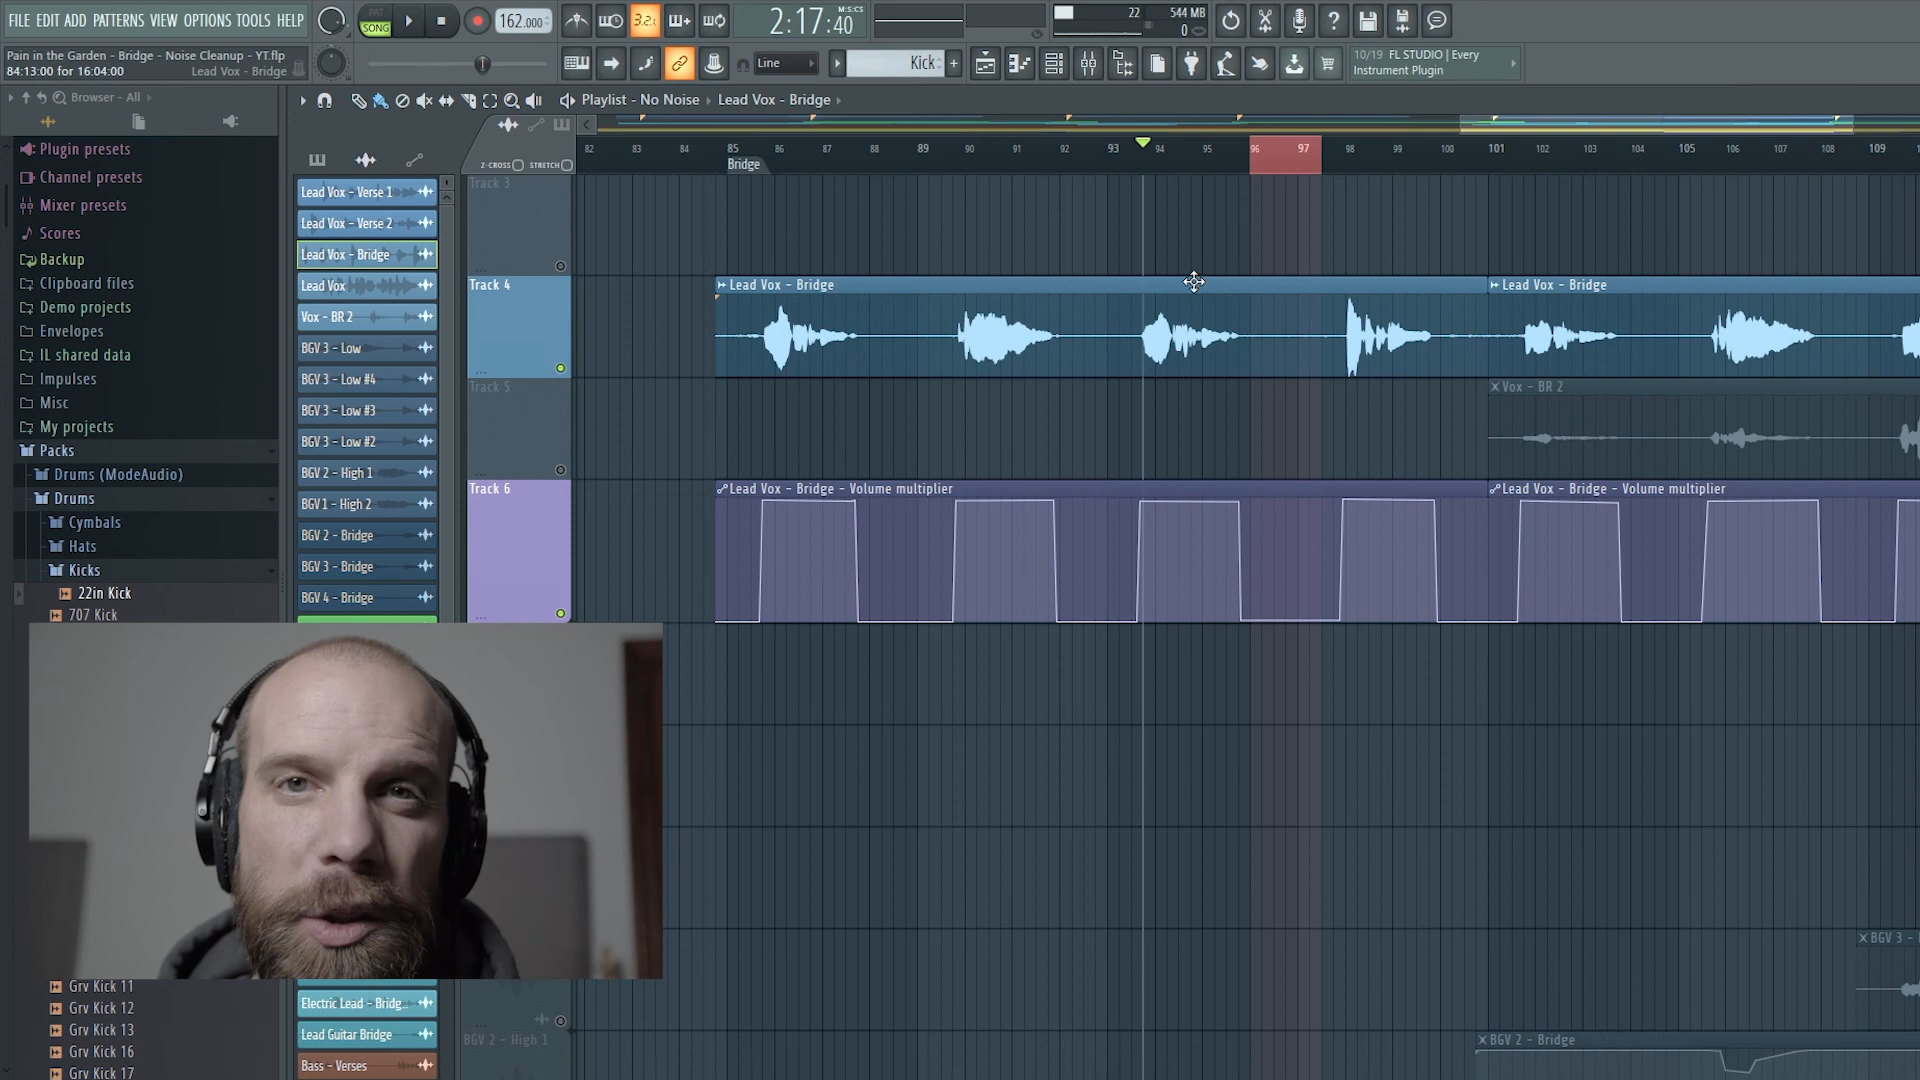 FILE EDIT ADD PATTERNS VIEW OPTIONS TOOLS HELP
PAT
SONG
162.000
3.2.
2:17:40
M:S:CS
22
544 MB
0
Pain in the Garden - Bridge - Noise Cleanup - YT.flp
84:13:00 for 16:04:00
Lead Vox - Bridge
Line
Kick
10/19 FL STUDIO | Every
Instrument Plugin
Browser - All
Playlist - No Noise
Lead Vox - Bridge
Z-CROSS
STRETCH
82 83 84 85 86 87 88 89 90 91 92 93 94 95 96 97 98 99 100 101 102 103 104 105 106 107 108 109
Bridge
Plugin presets
Channel presets
Mixer presets
Scores
Backup
Clipboard files
Demo projects
Envelopes
IL shared data
Impulses
Misc
My projects
Packs
Drums (ModeAudio)
Drums
Cymbals
Hats
Kicks
22in Kick
707 Kick
Grv Kick 11
Grv Kick 12
Grv Kick 13
Grv Kick 16
Grv Kick 17
Lead Vox - Verse 1
Lead Vox - Verse 2
Lead Vox - Bridge
Lead Vox
Vox - BR 2
BGV 3 - Low
BGV 3 - Low #4
BGV 3 - Low #3
BGV 3 - Low #2
BGV 2 - High 1
BGV 1 - High 2
BGV 2 - Bridge
BGV 3 - Bridge
BGV 4 - Bridge
Electric Lead - Bridg..
Lead Guitar Bridge
Bass - Verses
Track 3
Track 4
Lead Vox - Bridge
Lead Vox - Bridge
Track 5
Vox - BR 2
Track 6
Lead Vox - Bridge - Volume multiplier
Lead Vox - Bridge - Volume multiplier
BGV 3 -
BGV 2 - High 1
BGV 2 - Bridge